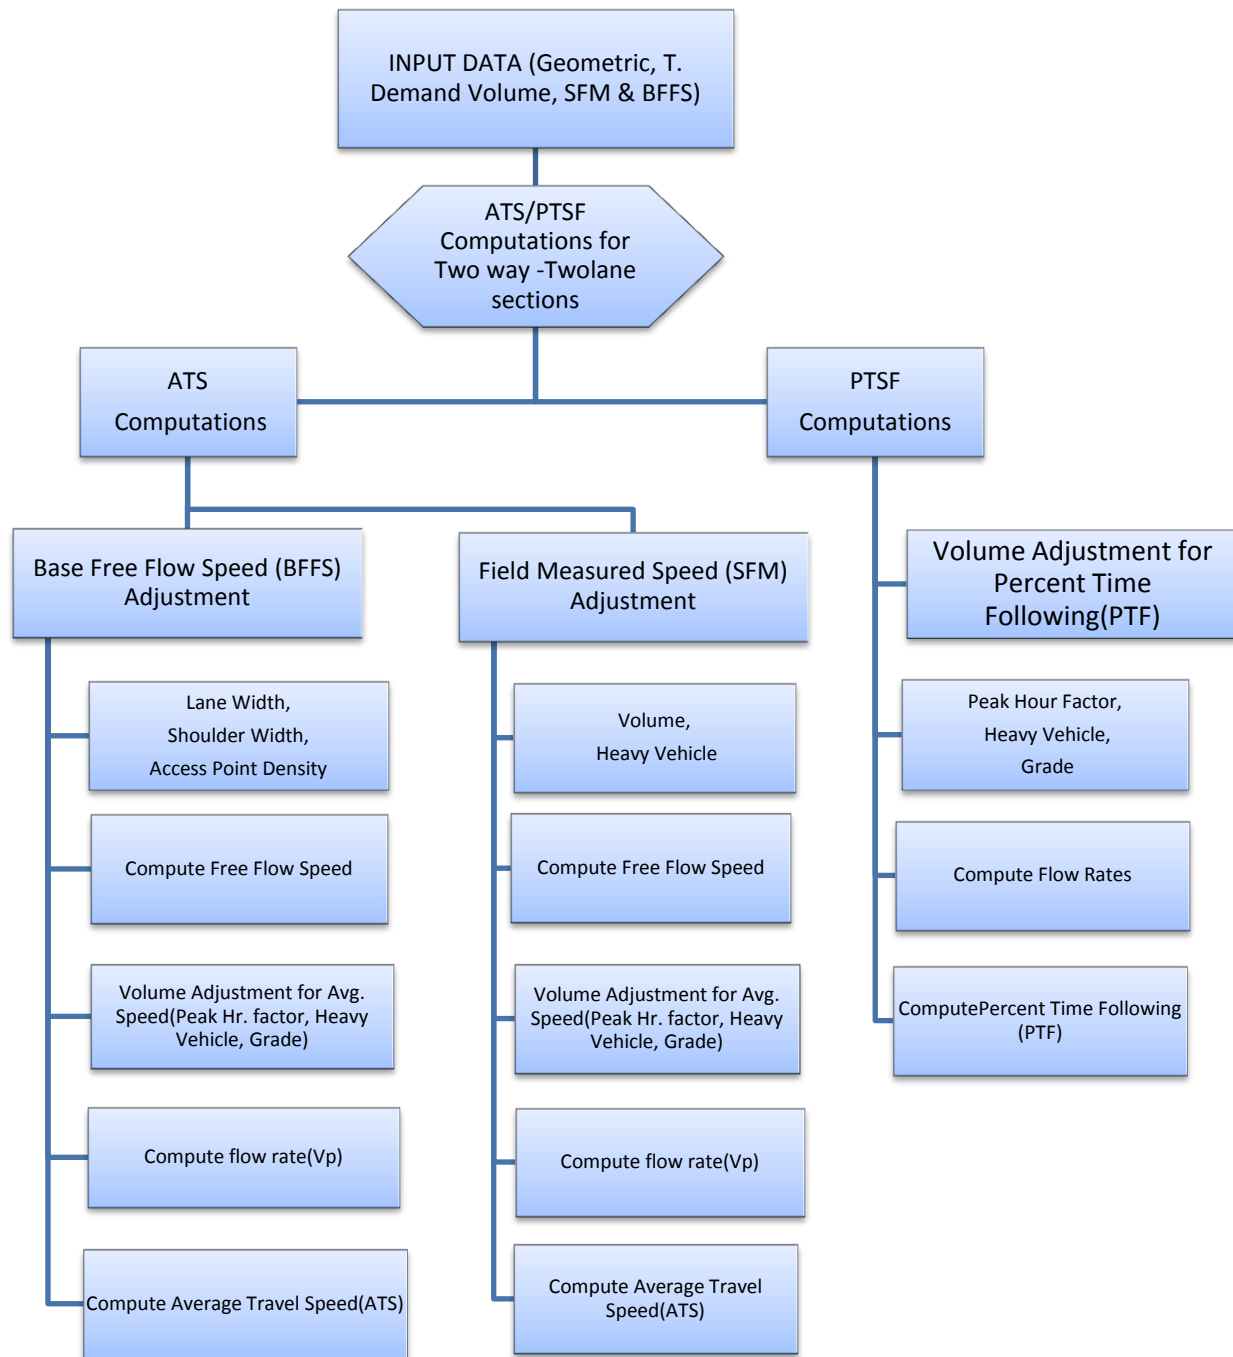 INPUT DATA (Geometric, T.
Demand Volume, SFM & BFFS)
ATS/PTSF
Computations for
Two way -Twolane
sections
ATS
Computations
PTSF
Computations
Base Free Flow Speed (BFFS)
Adjustment
Lane Width,
Shoulder Width,
Access Point Density
Compute Free Flow Speed
Volume Adjustment for Avg.
Speed(Peak Hr. factor, Heavy
Vehicle, Grade)
Compute flow rate(Vp)
Compute Average Travel Speed(ATS)
Field Measured Speed (SFM)
Adjustment
Volume,
Heavy Vehicle
Compute Free Flow Speed
Volume Adjustment for Avg.
Speed(Peak Hr. factor, Heavy
Vehicle, Grade)
Compute flow rate(Vp)
Compute Average Travel
Speed(ATS)
Volume Adjustment for
Percent Time
Following(PTF)
Peak Hour Factor,
Heavy Vehicle,
Grade
Compute Flow Rates
ComputePercent Time Following
(PTF)